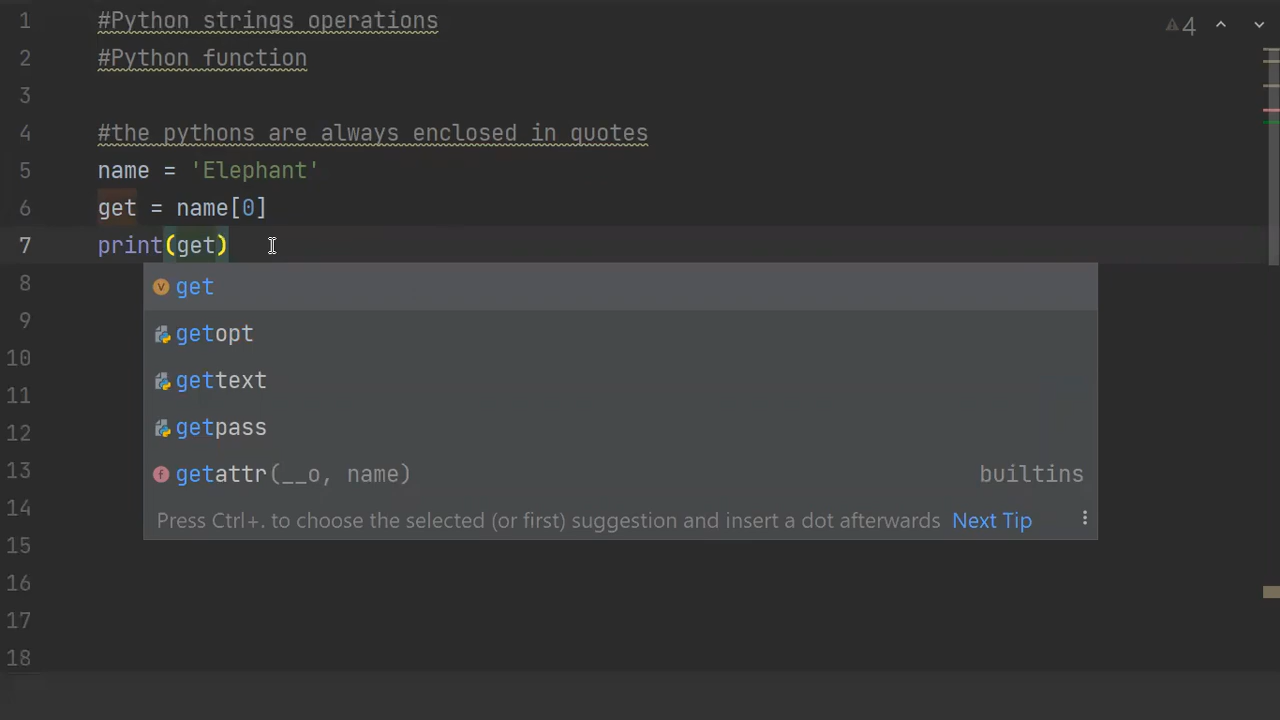 1 #Python strings operations
2 #Python function
3
4 #the pythons are always enclosed in quotes
5 name = 'Elephant'
6 get = name[0]
7 print(get)
8 get
9 getopt
10 gettext
11
12 getpass
13 getattr(__o, name) builtins
14 Press Ctrl+. to choose the selected (or first) suggestion and insert a dot afterwards Next Tip
15
16
17
18
4